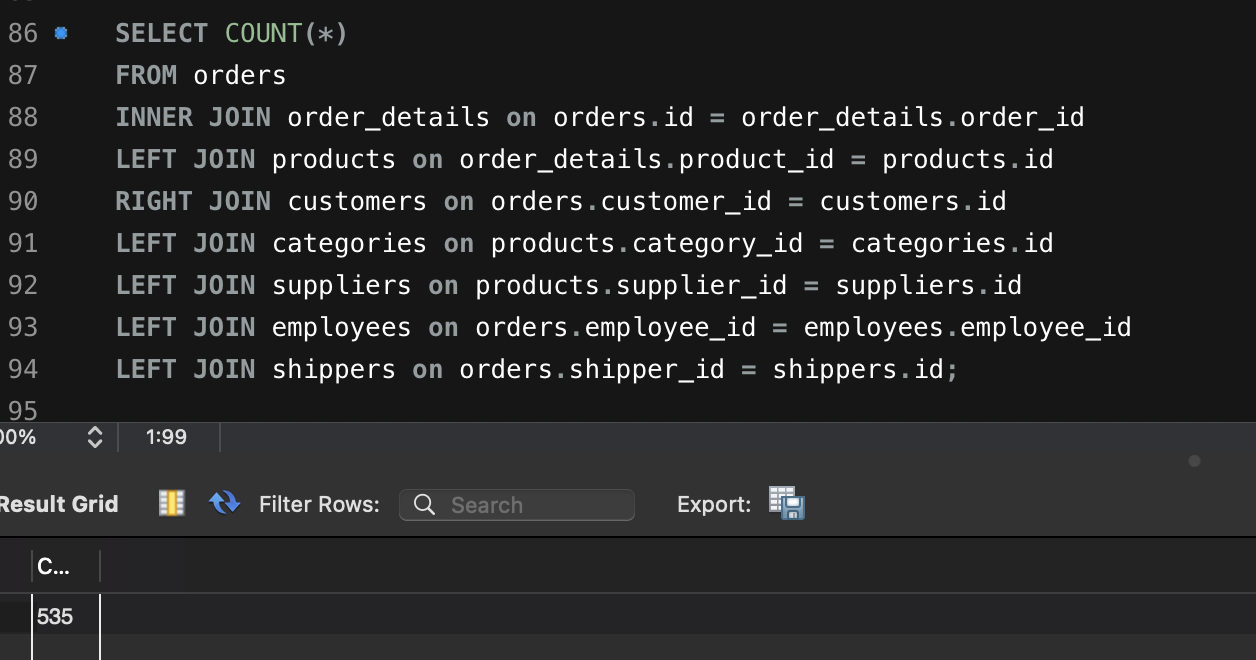 86 SELECT COUNT(*)
87 FROM orders
88 INNER JOIN order_details on orders.id = order_details.order_id
89 LEFT JOIN products on order_details.product_id = products.id
90 RIGHT JOIN customers on orders.customer_id = customers.id
91 LEFT JOIN categories on products.category_id = categories.id
92 LEFT JOIN suppliers on products.supplier_id = suppliers.id
93 LEFT JOIN employees on orders.employee_id = employees.employee_id
94 LEFT JOIN shippers on orders.shipper_id = shippers.id;
95
00% 1:99
Result Grid Filter Rows: Search Export:
C...
535